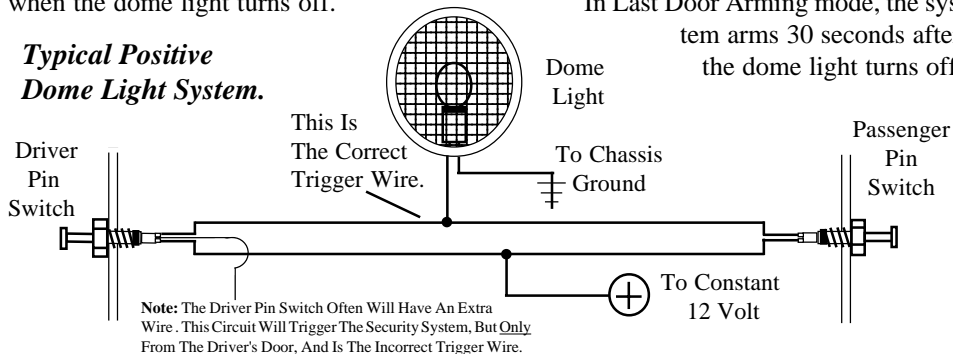 when the dome light turns off.
In Last Door Arming mode, the sys-
tem arms 30 seconds after
the dome light turns off.
Typical Positive
Dome Light System.
Dome
Light
This Is
The Correct
Trigger Wire.
To Chassis
Ground
Driver
Pin
Switch
Passenger
Pin
Switch
To Constant
12 Volt
Note: The Driver Pin Switch Often Will Have An Extra
Wire . This Circuit Will Trigger The Security System, But Only
From The Driver's Door, And Is The Incorrect Trigger Wire.